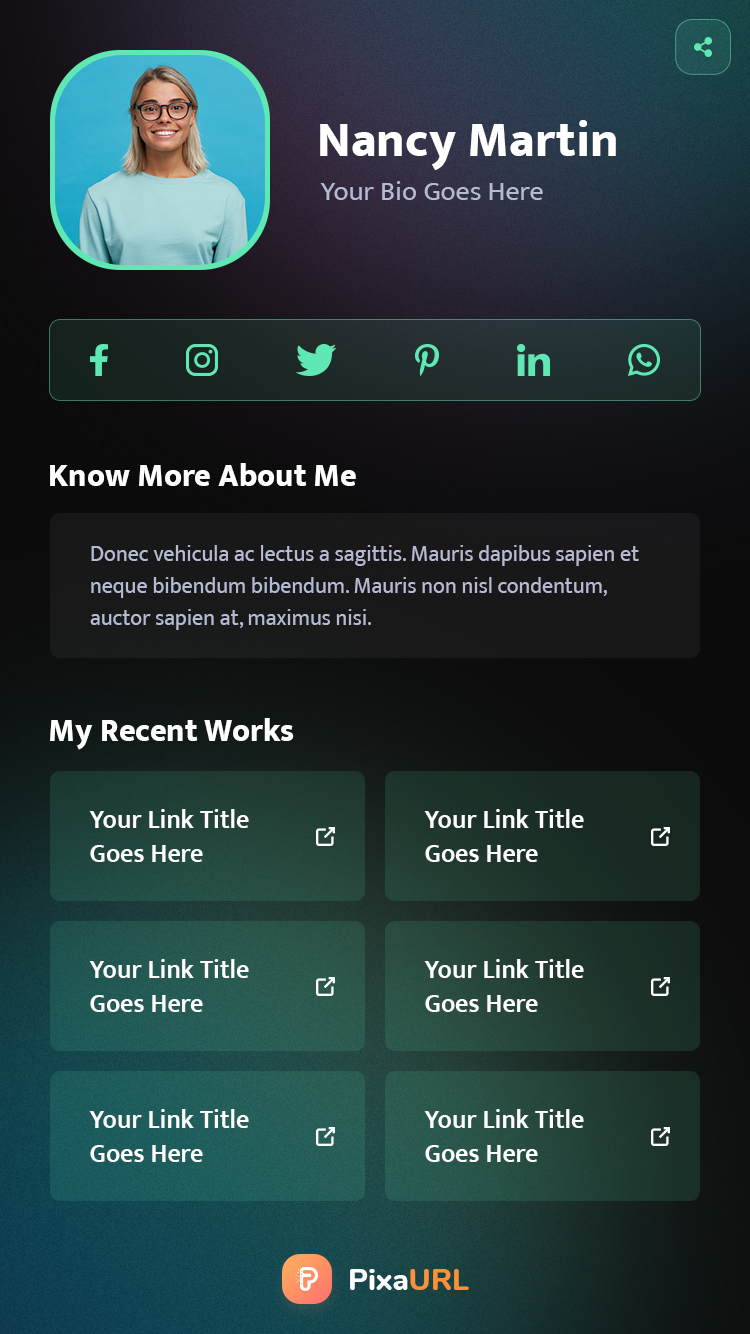 Nancy Martin
Your Bio Goes Here
Know More About Me
Donec vehicula ac lectus a sagittis. Mauris dapibus sapien et
neque bibendum bibendum. Mauris non nisl condentum,
auctor sapien at, maximus nisi.
My Recent Works
Your Link Title
Goes Here
Your Link Title
Goes Here
Your Link Title
Goes Here
Your Link Title
Goes Here
Your Link Title
Goes Here
Your Link Title
Goes Here
PixaURL